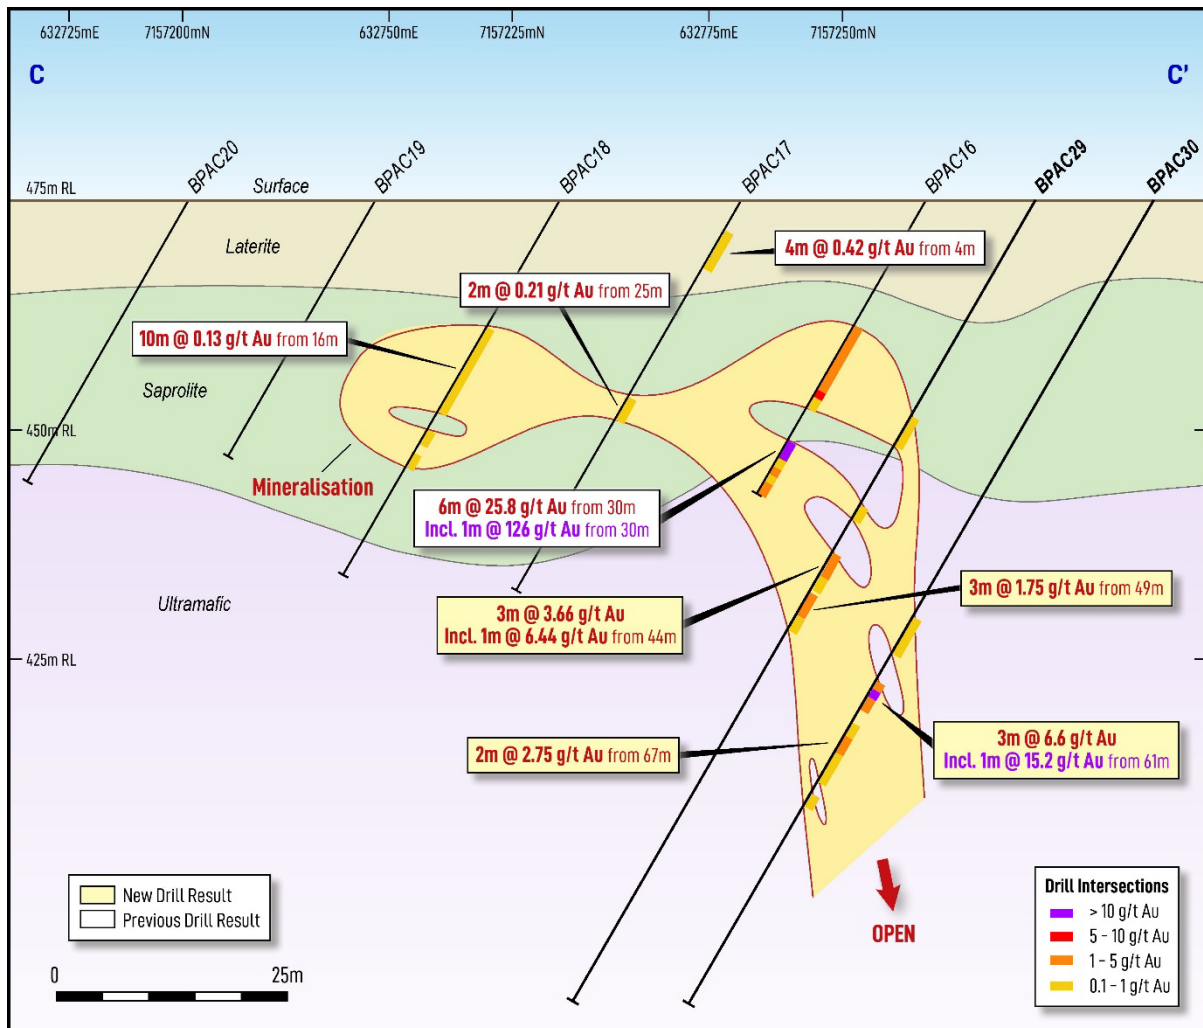 632725mE
7157200mN
632750mE
7157225mN
632775mE
7157250mN
C
C'
BPAC20
BPAC19
BPAC18
BPAC17
BPAC16
BPAC29
BPAC30
475m RL
Surface
Laterite
4m @ 0.42 g/t Au from 4m
2m @ 0.21 g/t Au from 25m
10m @ 0.13 g/t Au from 16m
Saprolite
450m RL
Mineralisation
6m @ 25.8 g/t Au from 30m
Incl. 1m @ 126 g/t Au from 30m
Ultramafic
3m @ 3.66 g/t Au
Incl. 1m @ 6.44 g/t Au from 44m
3m @ 1.75 g/t Au from 49m
425m RL
2m @ 2.75 g/t Au from 67m
3m @ 6.6 g/t Au
Incl. 1m @ 15.2 g/t Au from 61m
OPEN
New Drill Result
Previous Drill Result
0
25m
Drill Intersections
> 10 g/t Au
5 - 10 g/t Au
1 - 5 g/t Au
0.1 - 1 g/t Au